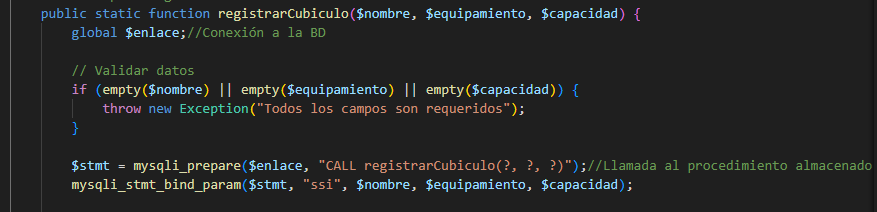 public static function registrarCubiculo($nombre, $equipamiento, $capacidad) {
global $enlace;//Conexión a la BD
// Validar datos
if (empty($nombre) || empty($equipamiento) || empty($capacidad)) {
throw new Exception("Todos los campos son requeridos");
}
$stmt = mysqli_prepare($enlace, "CALL registrarCubiculo(?, ?, ?)");//Llamada al procedimiento almacenado
mysqli_stmt_bind_param($stmt, "ssi", $nombre, $equipamiento, $capacidad);